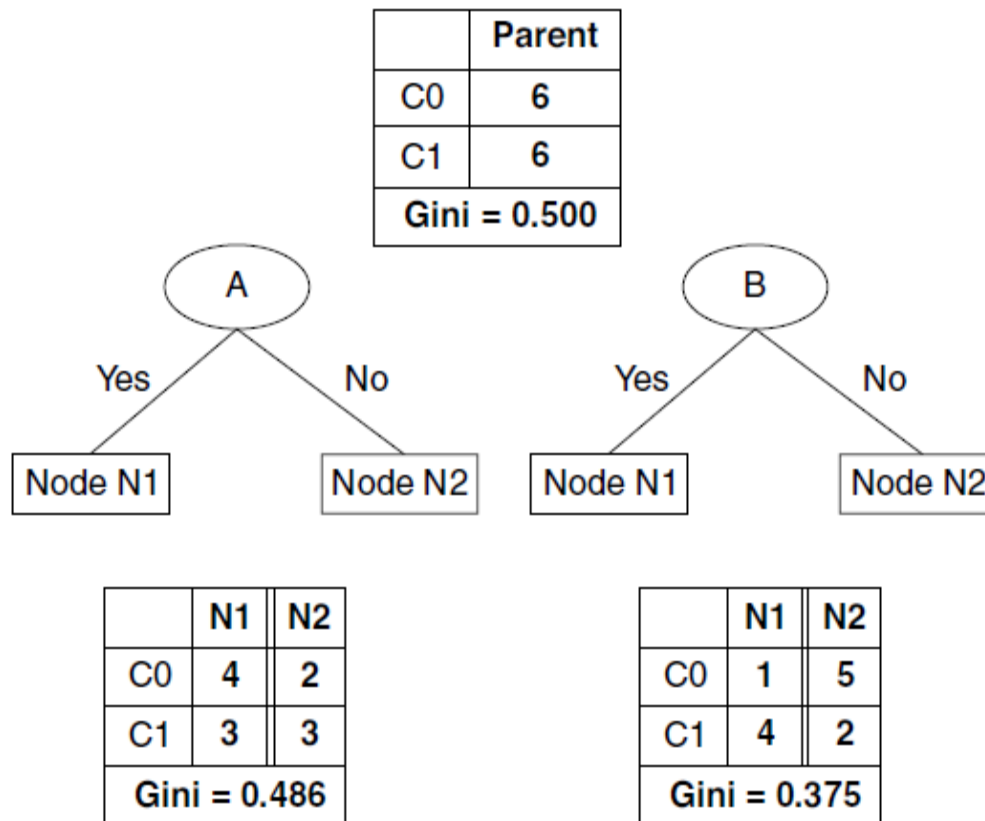 Parent
C0 6
C1 6
Gini = 0.500
A B
Yes No Yes No
Node N1 Node N2 Node N1 Node N2
N1 N2 N1 N2
C0 4 2 C0 1 5
C1 3 3 C1 4 2
Gini = 0.486 Gini = 0.375